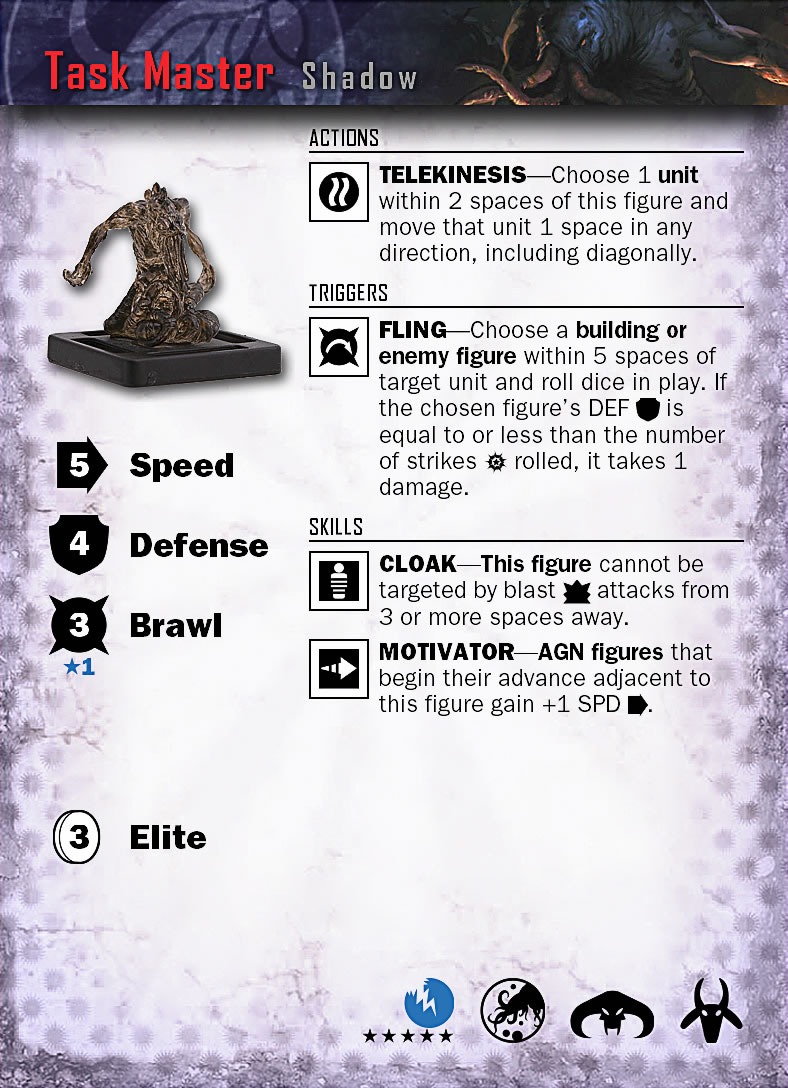 Task Master Shadow
ACTIONS
TELEKINESIS—Choose 1 unit
within 2 spaces of this figure and
move that unit 1 space in any
direction, including diagonally.
TRIGGERS
FLING—Choose a building or
enemy figure within 5 spaces of
target unit and roll dice in play. If
the chosen figure's DEF is
equal to or less than the number
of strikes rolled, it takes 1
damage.
5 Speed
4 Defense
3 Brawl
★1
SKILLS
CLOAK—This figure cannot be
targeted by blast attacks from
3 or more spaces away.
MOTIVATOR—AGN figures that
begin their advance adjacent to
this figure gain +1 SPD .
3 Elite
★★★★★